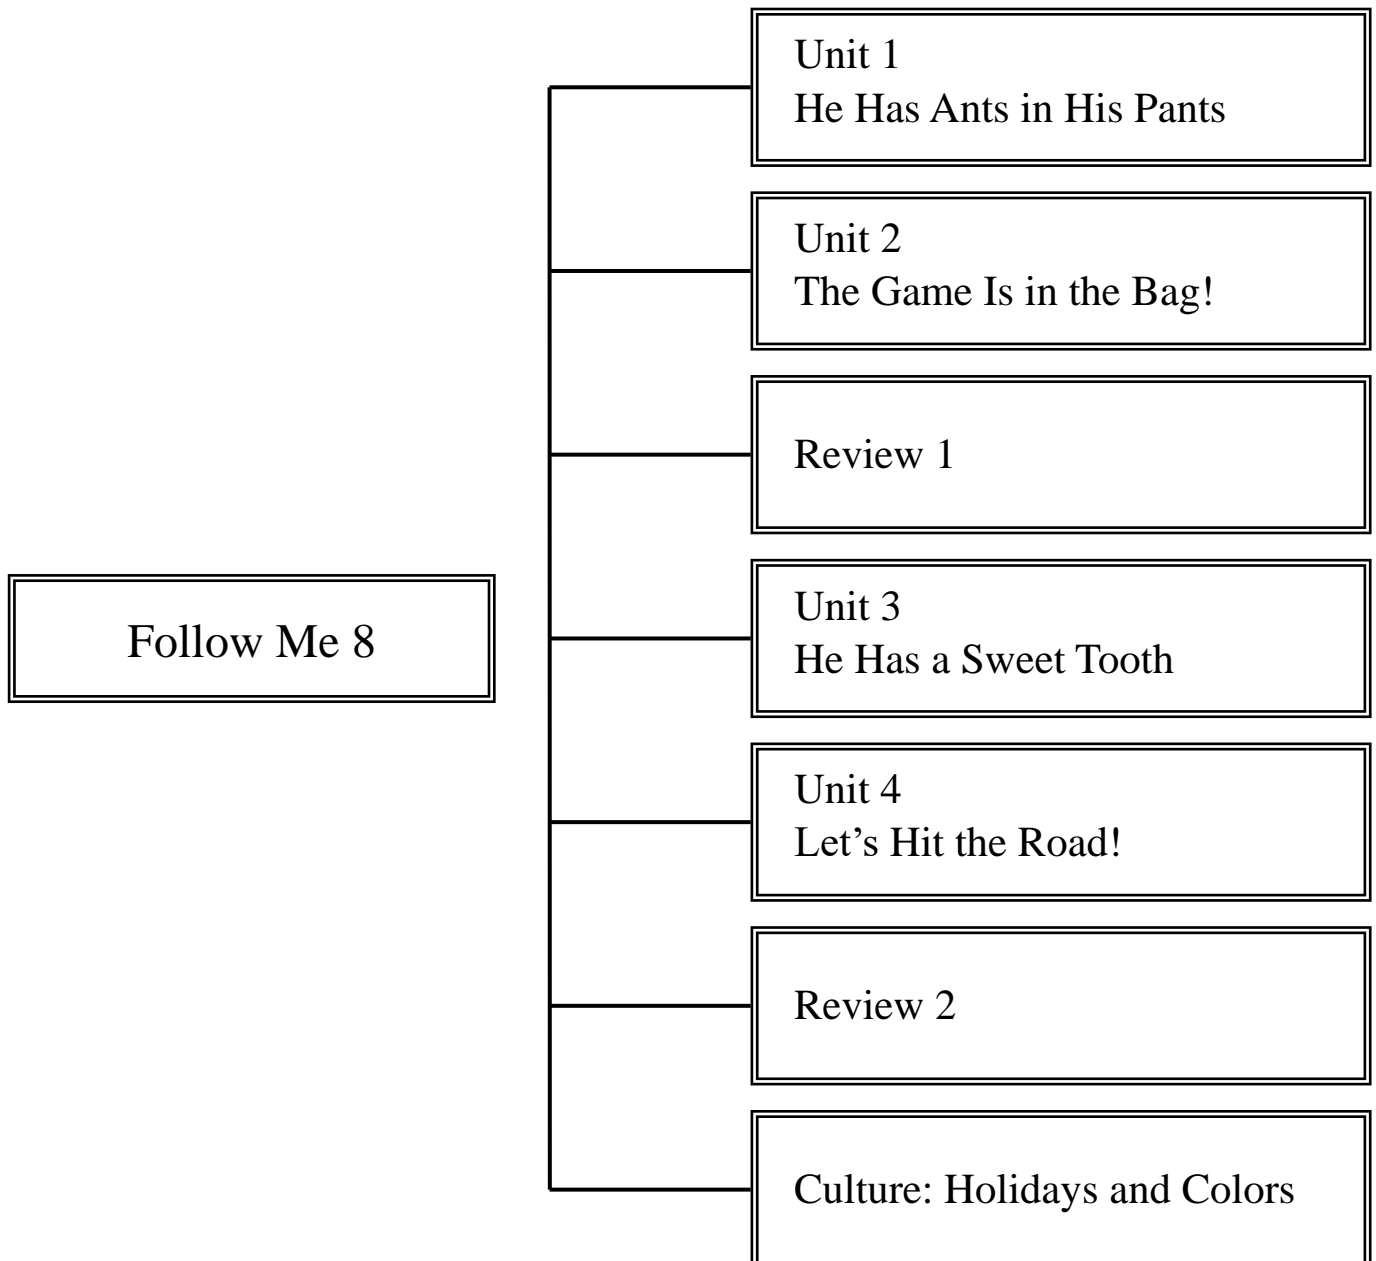 Follow Me 8
Unit 1
He Has Ants in His Pants
Unit 2
The Game Is in the Bag!
Review 1
Unit 3
He Has a Sweet Tooth
Unit 4
Let’s Hit the Road!
Review 2
Culture: Holidays and Colors